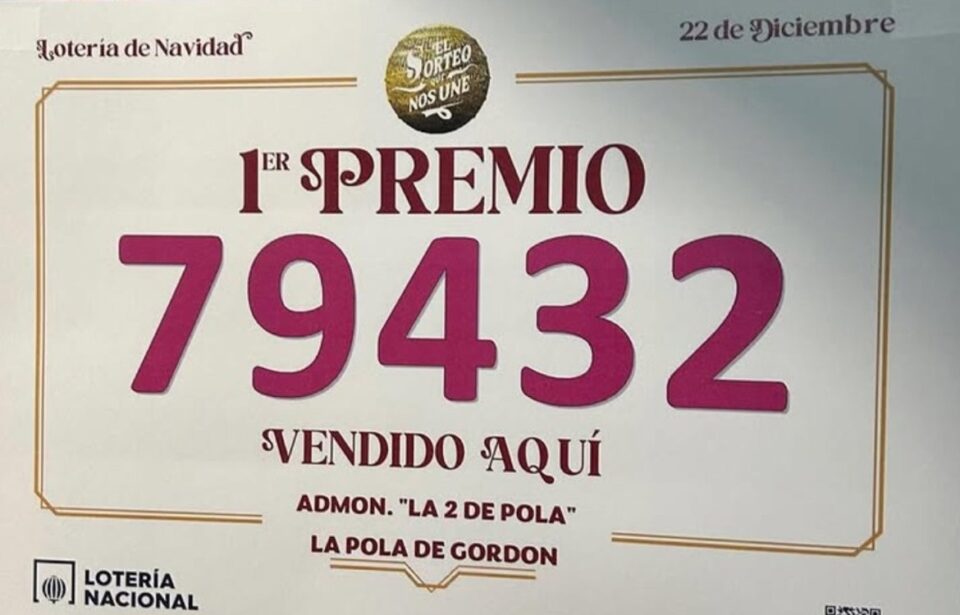 Lotería de Navidad
22 de Diciembre
EL
SORTEO
QUE
NOS UNE
1ER PREMIO
79432
VENDIDO AQUÍ
ADMON. "LA 2 DE POLA"
LA POLA DE GORDON
LOTERÍA
NACIONAL